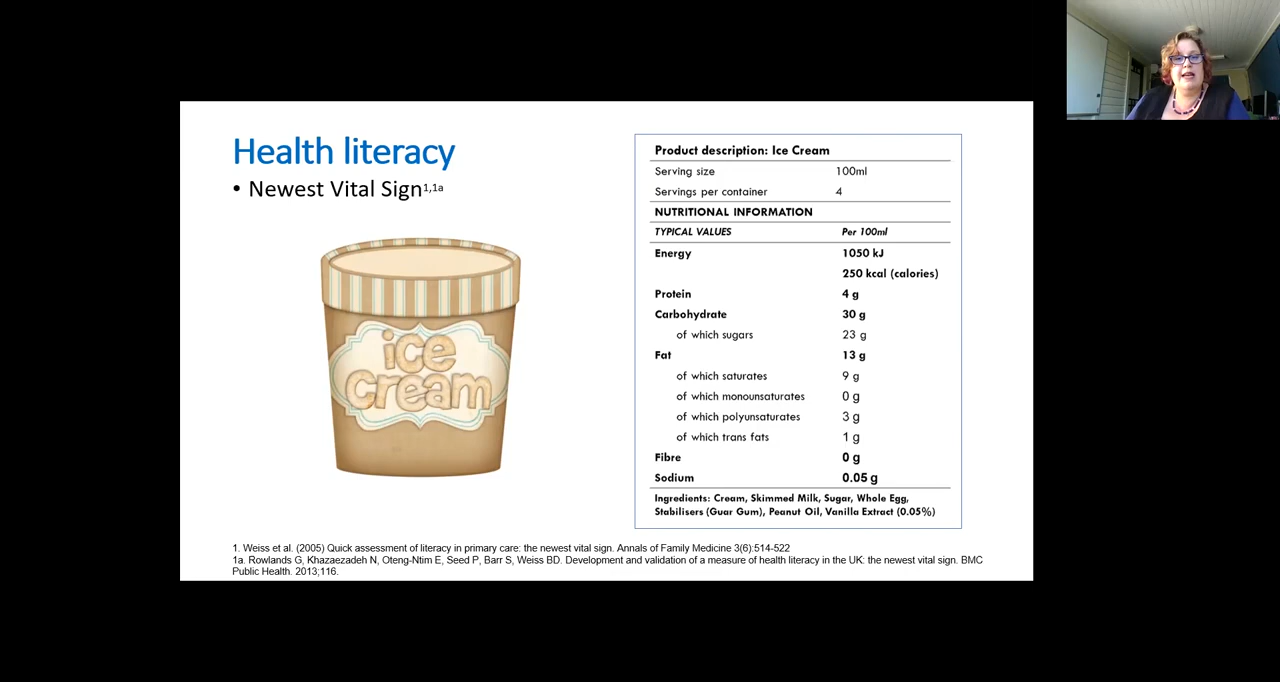 Health literacy
• Newest Vital Sign1,1a
ice
cream
Product description: Ice Cream
Serving size 100ml
Servings per container 4
NUTRITIONAL INFORMATION
TYPICAL VALUES Per 100ml
Energy 1050 kJ
250 kcal (calories)
Protein 4 g
Carbohydrate 30 g
of which sugars 23 g
Fat 13 g
of which saturates 9 g
of which monounsaturates 0 g
of which polyunsaturates 3 g
of which trans fats 1 g
Fibre 0 g
Sodium 0.05 g
Ingredients: Cream, Skimmed Milk, Sugar, Whole Egg,
Stabilisers (Guar Gum), Peanut Oil, Vanilla Extract (0.05%)
1. Weiss et al. (2005) Quick assessment of literacy in primary care: the newest vital sign. Annals of Family Medicine 3(6):514-522
1a. Rowlands G, Khazaezadeh N, Oteng-Ntim E, Seed P, Barr S, Weiss BD. Development and validation of a measure of health literacy in the UK: the newest vital sign. BMC
Public Health. 2013;116.